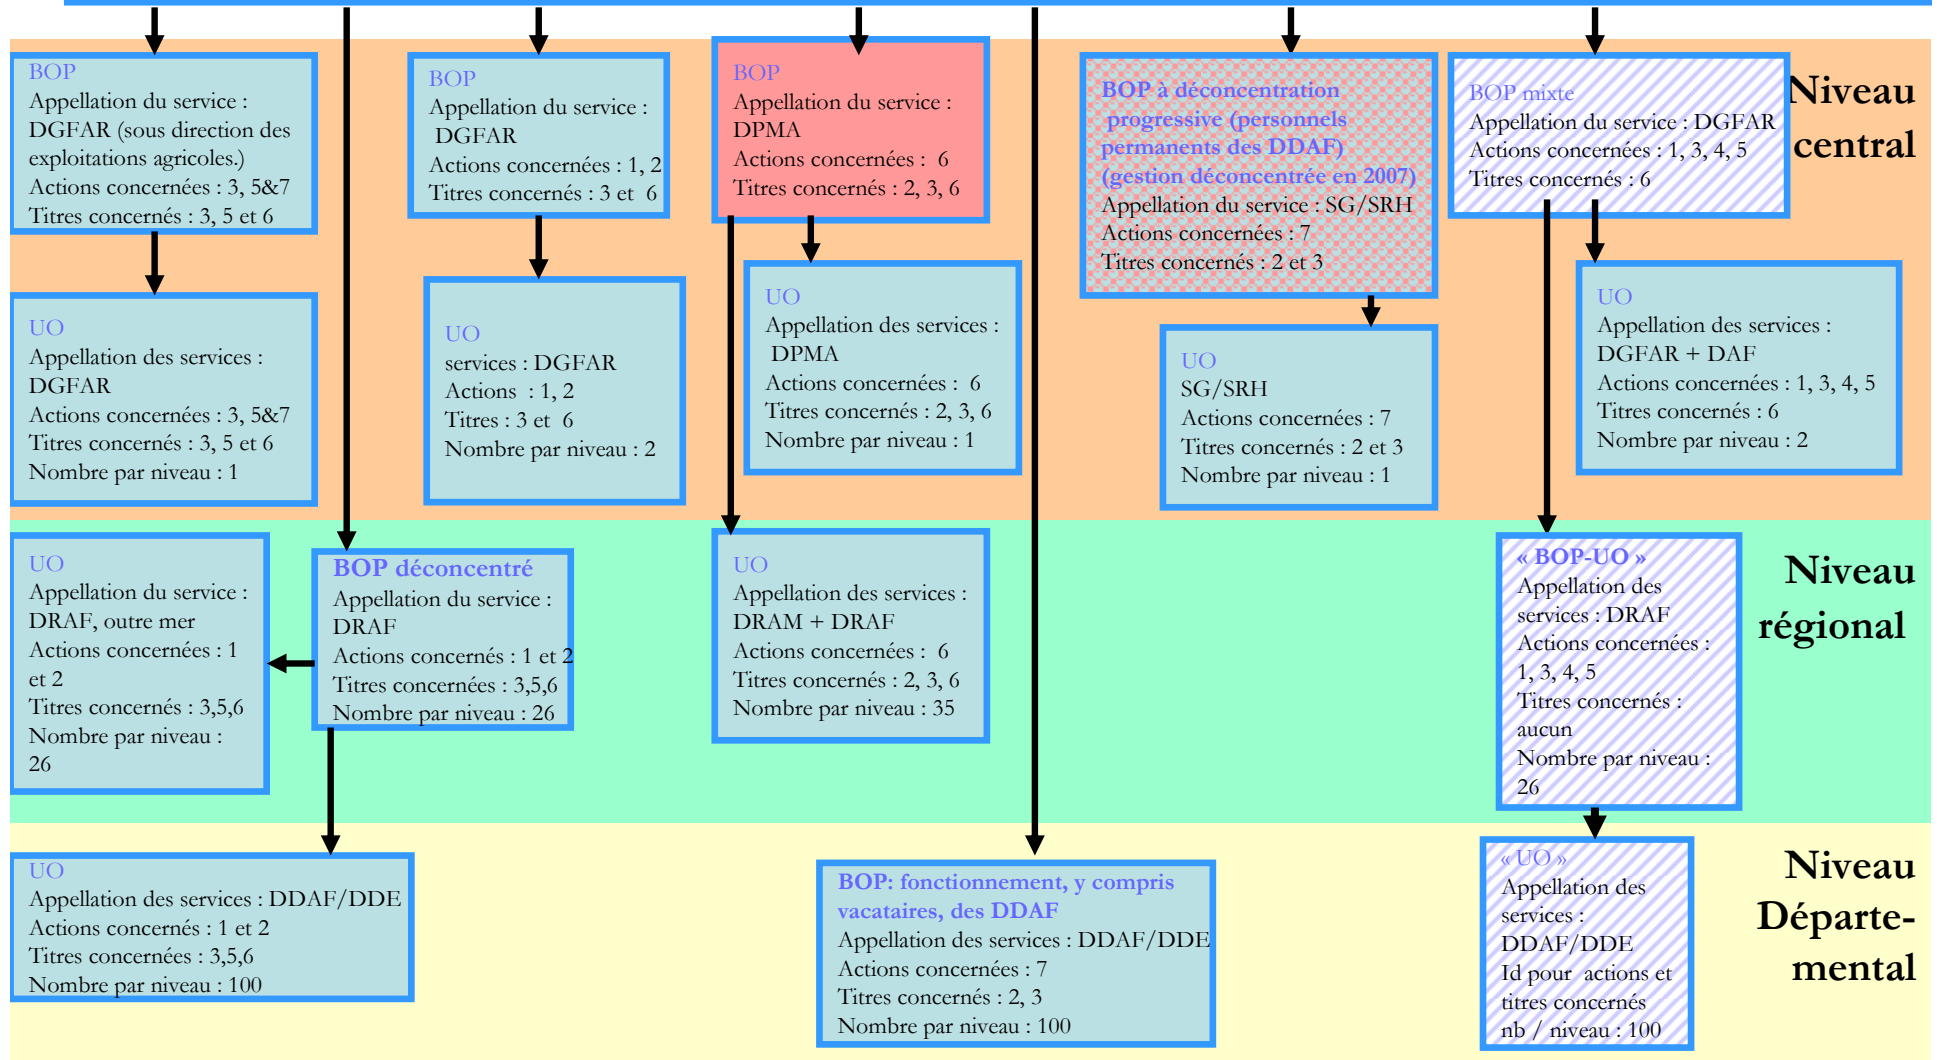 BOP
Appellation du service :
DGFAR (sous direction des
exploitations agricoles.)
Actions concernées : 3, 5&7
Titres concernés : 3, 5 et 6
BOP
Appellation du service :
DGFAR
Actions concernées : 1, 2
Titres concernés : 3 et 6
BOP
Appellation du service :
DPMA
Actions concernées : 6
Titres concernés : 2, 3, 6
BOP à déconcentration
progressive (personnels
permanents des DDAF)
(gestion déconcentrée en 2007)
Appellation du service : SG/SRH
Actions concernées : 7
Titres concernés : 2 et 3
BOP mixte
Appellation du service : DGFAR
Actions concernées : 1, 3, 4, 5
Titres concernés : 6
Niveau
central
UO
Appellation des services :
DGFAR
Actions concernées : 3, 5&7
Titres concernés : 3, 5 et 6
Nombre par niveau : 1
UO
services : DGFAR
Actions : 1, 2
Titres : 3 et 6
Nombre par niveau : 2
UO
Appellation des services :
DPMA
Actions concernées : 6
Titres concernés : 2, 3, 6
Nombre par niveau : 1
UO
SG/SRH
Actions concernées : 7
Titres concernés : 2 et 3
Nombre par niveau : 1
UO
Appellation des services :
DGFAR + DAF
Actions concernées : 1, 3, 4, 5
Titres concernés : 6
Nombre par niveau : 2
UO
Appellation du service :
DRAF, outre mer
Actions concernées : 1
et 2
Titres concernés : 3,5,6
Nombre par niveau :
26
BOP déconcentré
Appellation du service :
DRAF
Actions concernés : 1 et 2
Titres concernées : 3,5,6
Nombre par niveau : 26
UO
Appellation des services :
DRAM + DRAF
Actions concernées : 6
Titres concernés : 2, 3, 6
Nombre par niveau : 35
« BOP-UO »
Appellation des
services : DRAF
Actions concernées :
1, 3, 4, 5
Titres concernés :
aucun
Nombre par niveau :
26
Niveau
régional
UO
Appellation des services : DDAF/DDE
Actions concernés : 1 et 2
Titres concernées : 3,5,6
Nombre par niveau : 100
BOP: fonctionnement, y compris
vacataires, des DDAF
Appellation des services : DDAF/DDE
Actions concernées : 7
Titres concernés : 2, 3
Nombre par niveau : 100
« UO »
Appellation des
services :
DDAF/DDE
Id pour actions et
titres concernés
nb / niveau : 100
Niveau
Départe-
mental